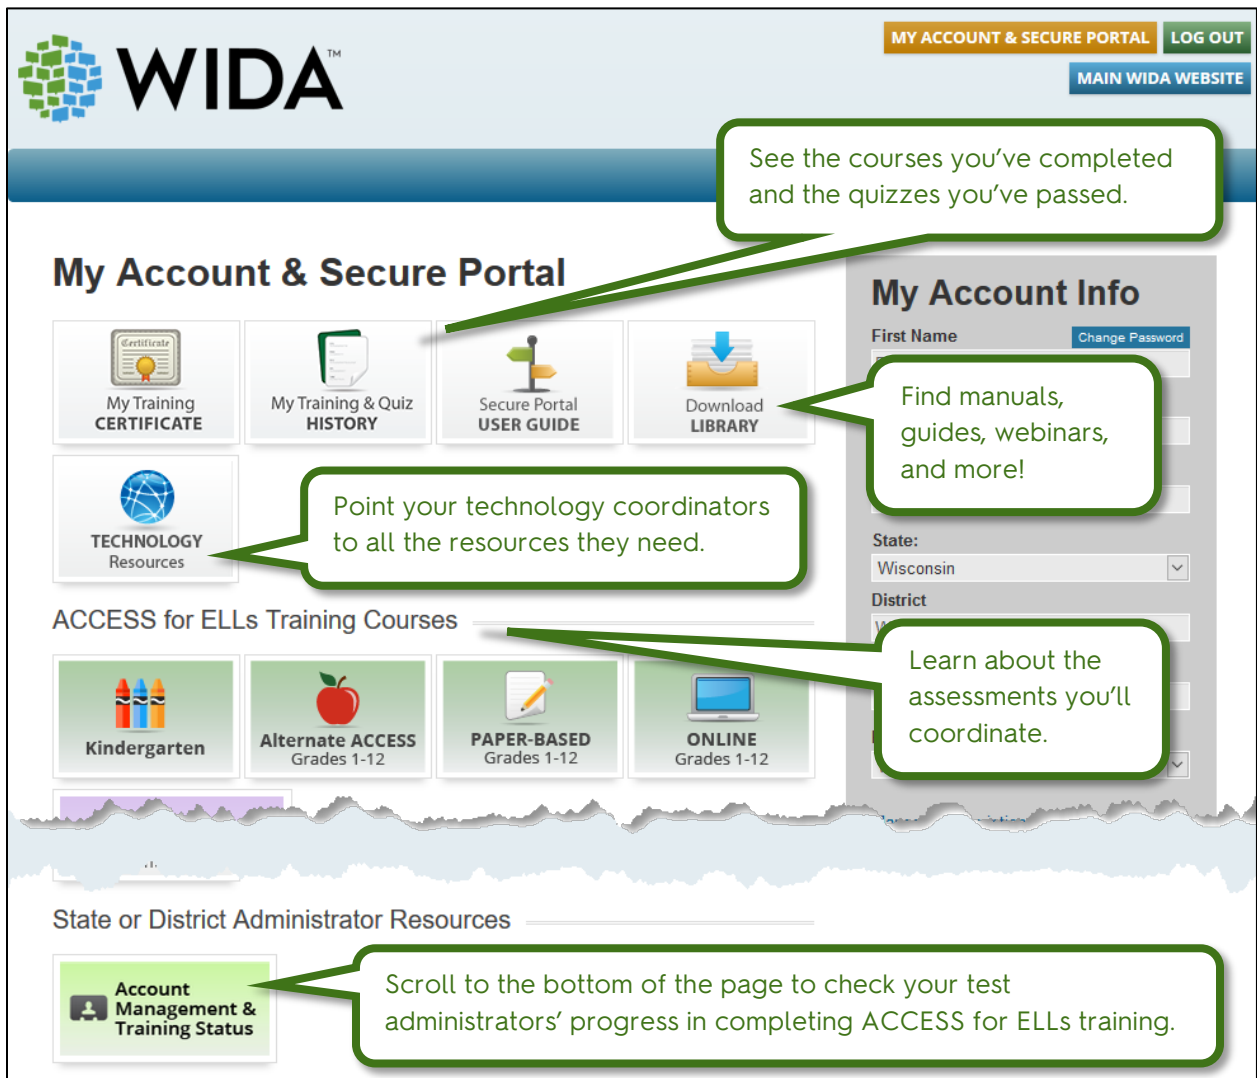 WIDA™
MY ACCOUNT & SECURE PORTAL
LOG OUT
MAIN WIDA WEBSITE
See the courses you've completed
and the quizzes you've passed.
My Account & Secure Portal
Certificate
My Training
CERTIFICATE
My Training & Quiz
HISTORY
Secure Portal
USER GUIDE
Download
LIBRARY
TECHNOLOGY
Resources
Point your technology coordinators
to all the resources they need.
My Account Info
First Name
Change Password
Find manuals,
guides, webinars,
and more!
State:
Wisconsin
District
Learn about the
assessments you'll
coordinate.
ACCESS for ELLs Training Courses
Kindergarten
Alternate ACCESS
Grades 1-12
PAPER-BASED
Grades 1-12
ONLINE
Grades 1-12
State or District Administrator Resources
Account
Management &
Training Status
Scroll to the bottom of the page to check your test
administrators' progress in completing ACCESS for ELLs training.